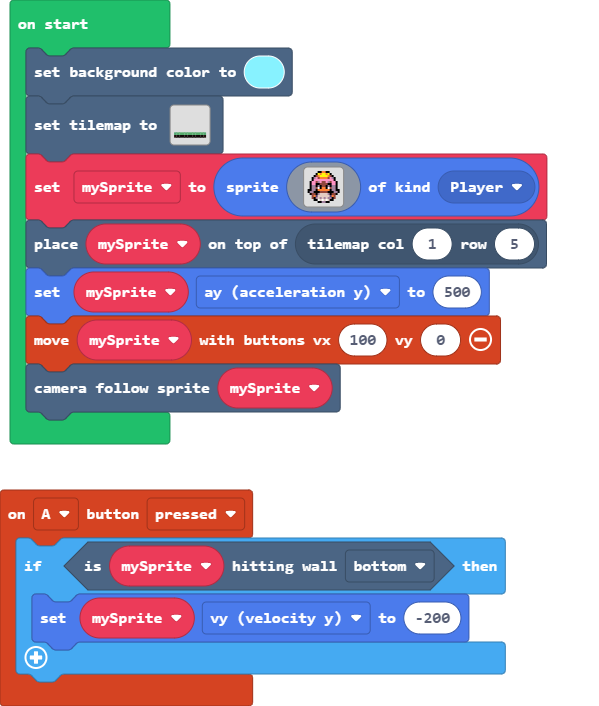 on start
set background color to
set tilemap to
set mySprite to sprite of kind Player
place mySprite on top of tilemap col 1 row 5
set mySprite ay (acceleration y) to 500
move mySprite with buttons vx 100 vy 0
camera follow sprite mySprite
on A button pressed
if is mySprite hitting wall bottom then
set mySprite vy (velocity y) to -200